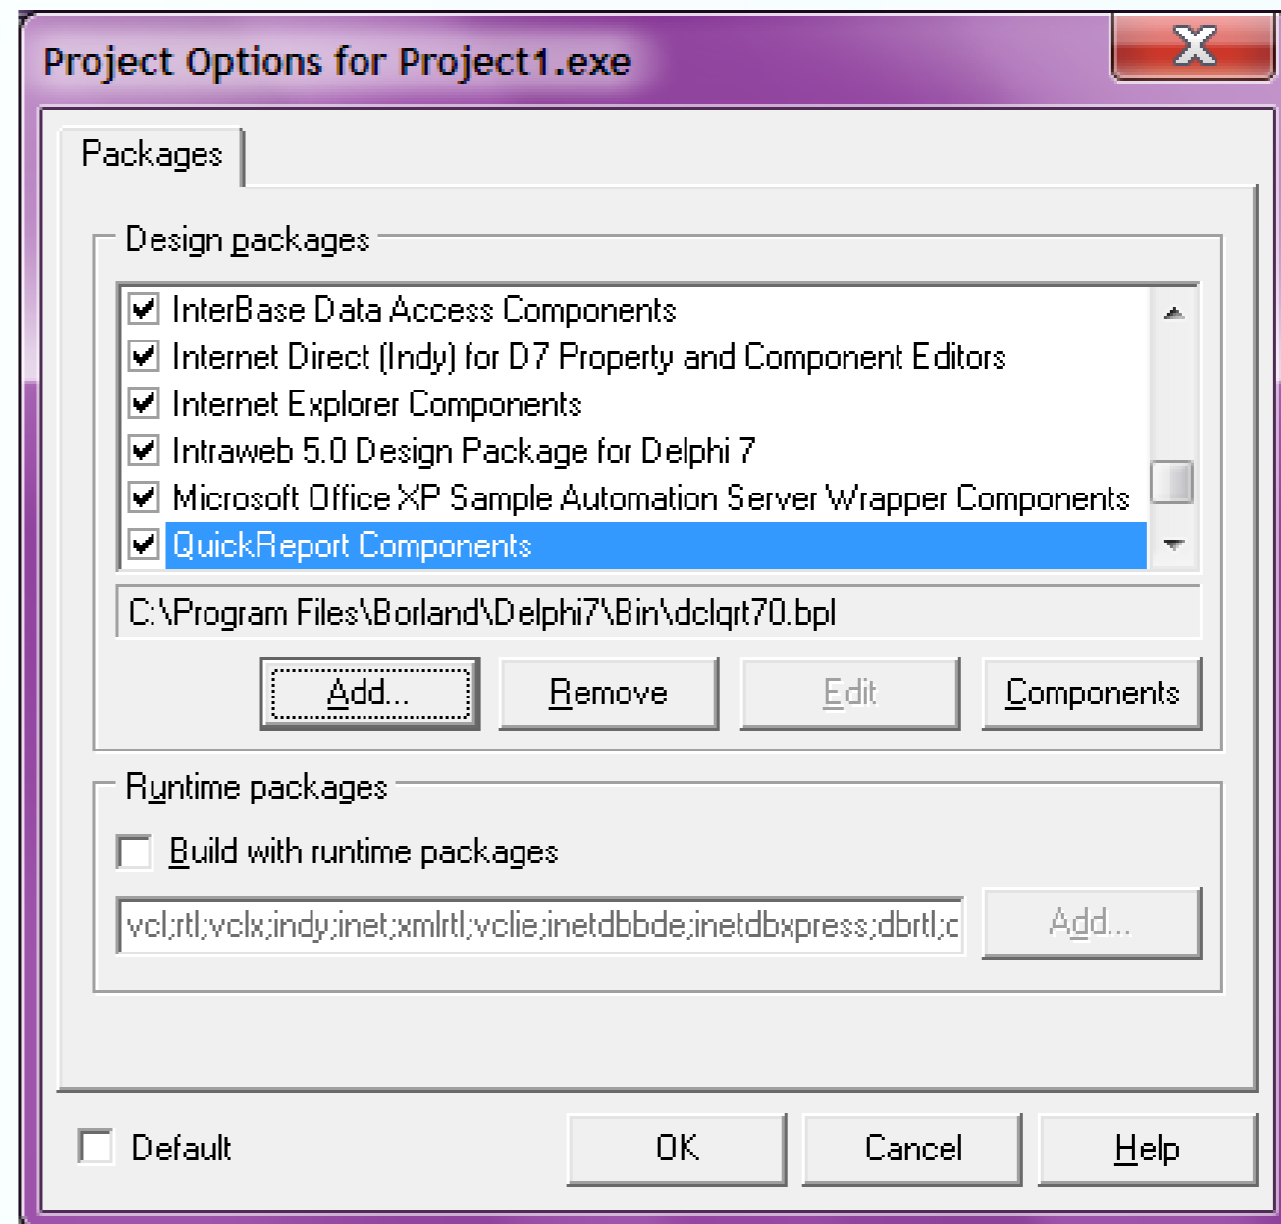 Project Options for Project1.exe
Packages
Design packages
InterBase Data Access Components
Internet Direct (Indy) for D7 Property and Component Editors
Internet Explorer Components
Intraweb 5.0 Design Package for Delphi 7
Microsoft Office XP Sample Automation Server Wrapper Components
QuickReport Components
C:\Program Files\Borland\Delphi7\Bin\dclqrt70.bpl
Add... Remove Edit Components
Runtime packages
Build with runtime packages
vcl;rtl;vclx;indy;inet;xmlrtl;vclie;inetdbbde;inetdbxpress;dbrtl;c Add...
Default OK Cancel Help